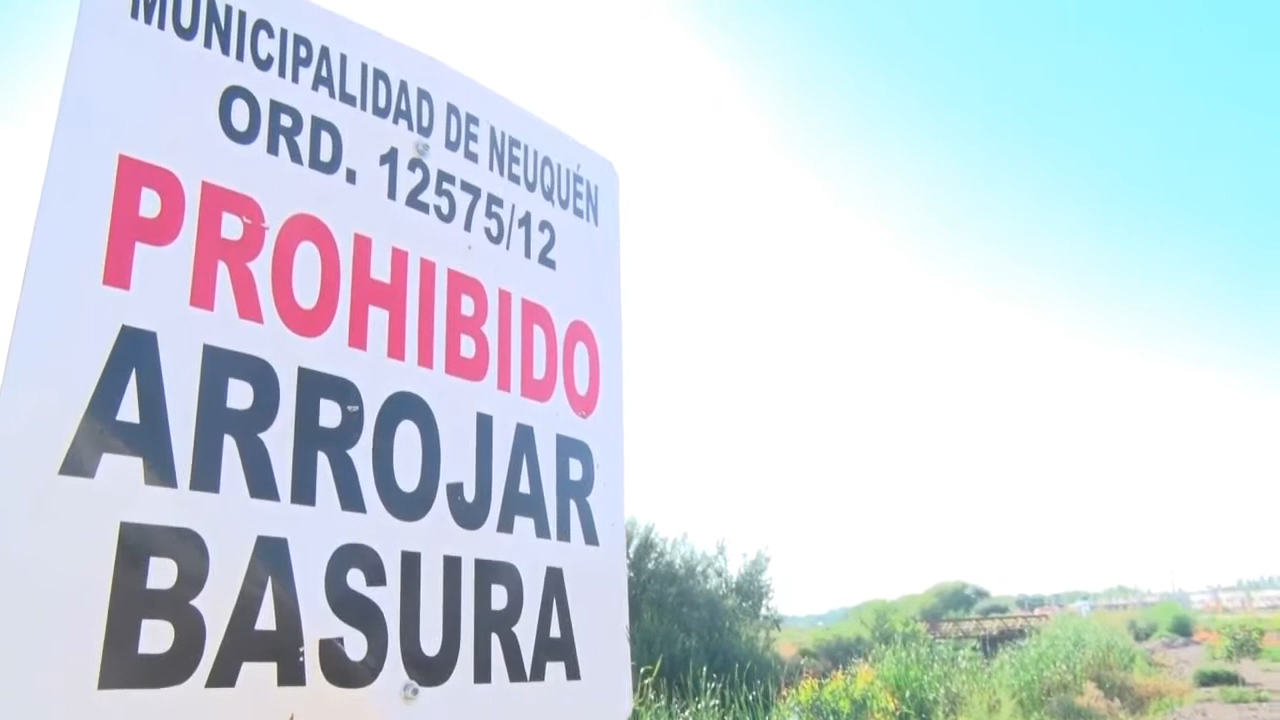 MUNICIPALIDAD DE NEUQUÉN
ORD. 12575/12
PROHIBIDO
ARROJAR
BASURA